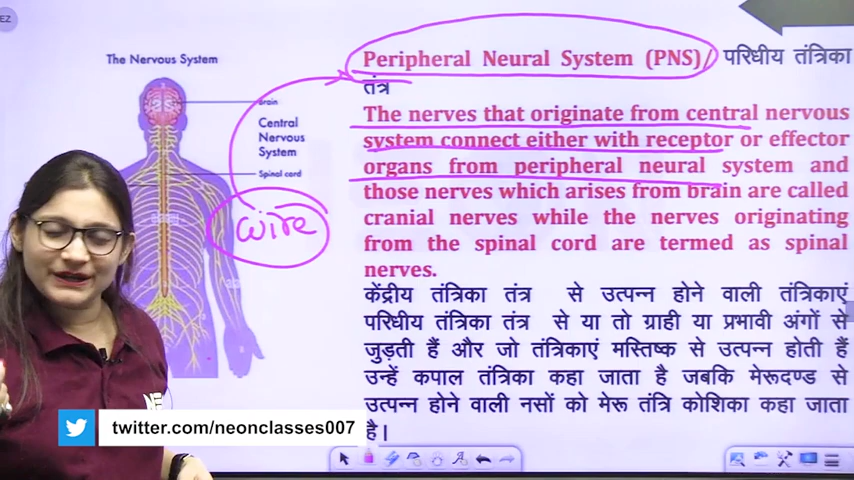 EZ
The Nervous System
Brain
Central
Nervous
System
Spinal cord
wire
Peripheral Neural System (PNS)/ परिधीय तंत्रिका
तंत्र
The nerves that originate from central nervous
system connect either with receptor or effector
organs from peripheral neural system and
those nerves which arises from brain are called
cranial nerves while the nerves originating
from the spinal cord are termed as spinal
nerves.
केंद्रीय तंत्रिका तंत्र से उत्पन्न होने वाली तंत्रिकाएं
परिधीय तंत्रिका तंत्र से या तो ग्राही या प्रभावी अंगों से
जुड़ती हैं और जो तंत्रिकाएं मस्तिष्क से उत्पन्न होती हैं
उन्हें कपाल तंत्रिका कहा जाता है जबकि मेरूदण्ड से
उत्पन्न होने वाली नसों को मेरू तंत्रि कोशिका कहा जाता
है।
twitter.com/neonclasses007